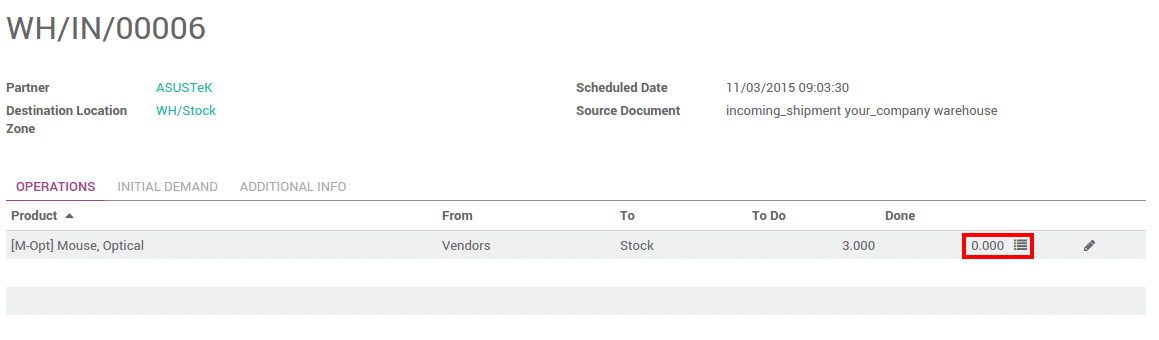 WH/IN/00006
Partner ASUSTeK Scheduled Date 11/03/2015 09:03:30
Destination Location WH/Stock Source Document incoming_shipment your_company warehouse
Zone
OPERATIONS INITIAL DEMAND ADDITIONAL INFO
Product From To To Do Done
[M-Opt] Mouse, Optical Vendors Stock 3.000 0.000